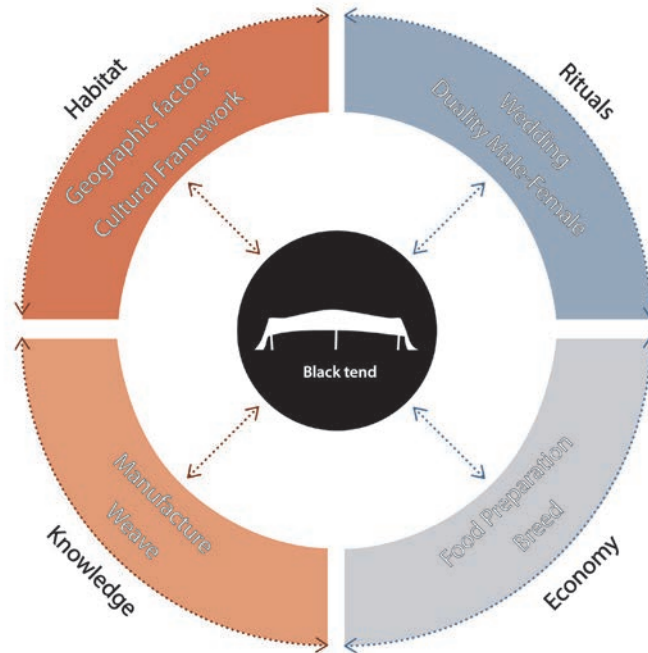 Habitat
Geographic factors
Cultural Framework
Rituals
Wedding
Duality Male-Female
Black tend
Manufacture
Weave
Knowledge
Food Preparation
Breed
Economy